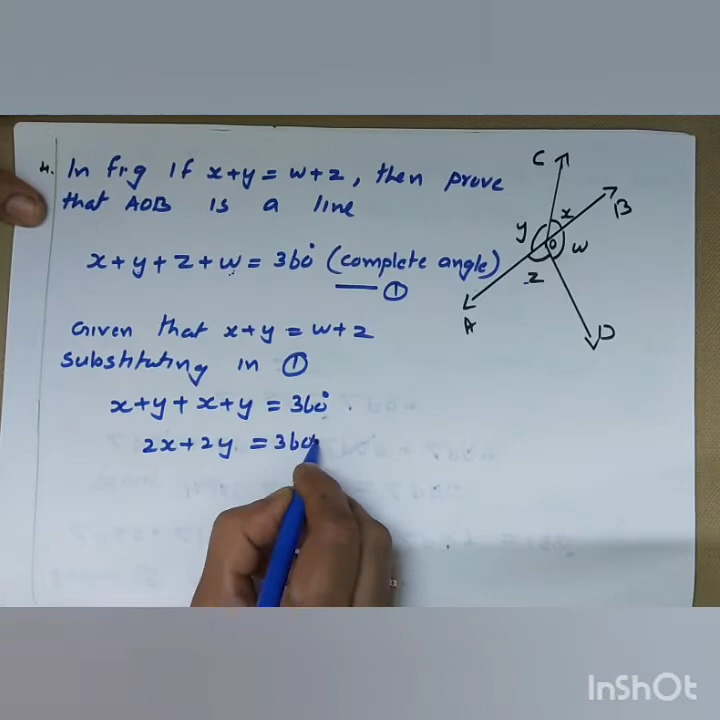 4. In frg If x+y = w+z, then prove
that AOB is a line
x+y+z+w = 360° (complete angle)
①
Given that x+y = w+z
substituting in ①
x+y+x+y = 360°
2x+2y = 360
C
x
B
y
O
w
z
A
D
InShOt